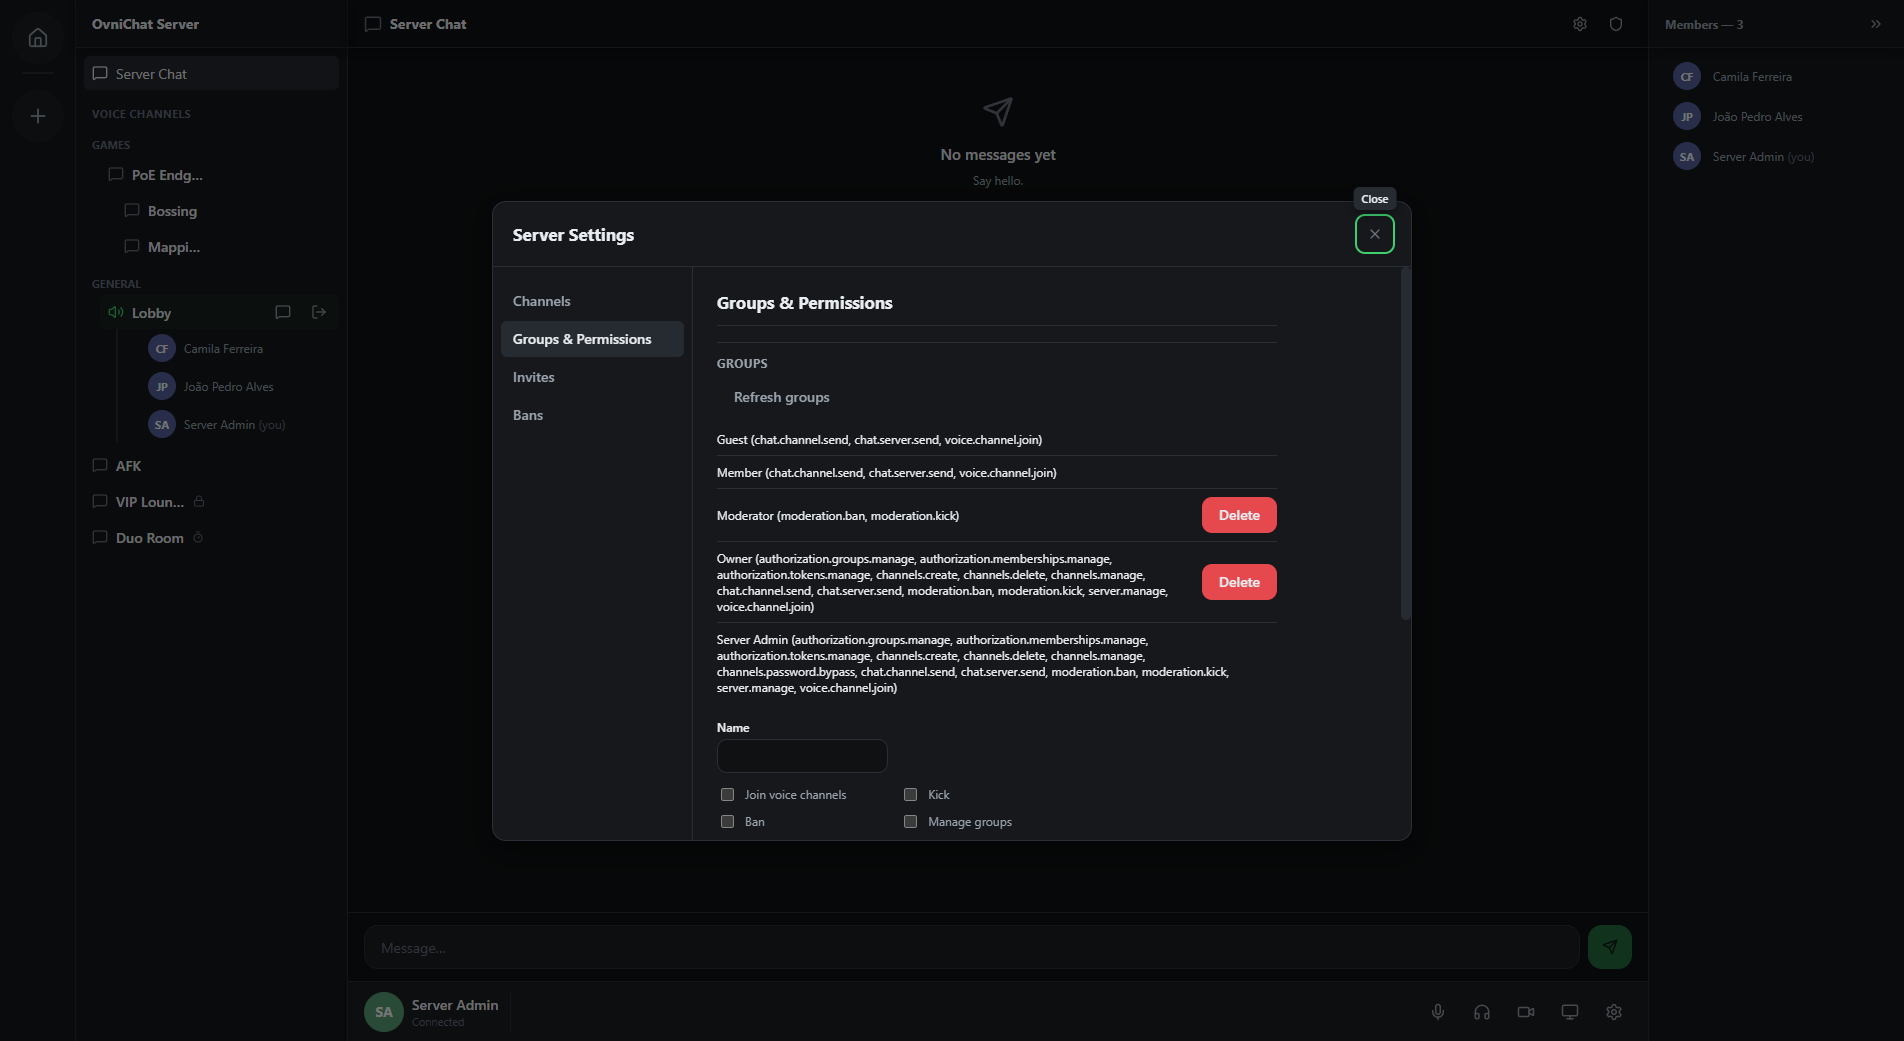 OvniChat Server
Server Chat
VOICE CHANNELS
GAMES
PoE Endg...
Bossing
Mappi...
GENERAL
Lobby
CF Camila Ferreira
JP João Pedro Alves
SA Server Admin (you)
AFK
VIP Loun...
Duo Room
Server Chat
No messages yet
Say hello.
Close
Server Settings
Channels
Groups & Permissions
Invites
Bans
Groups & Permissions
GROUPS
Refresh groups
Guest (chat.channel.send, chat.server.send, voice.channel.join)
Member (chat.channel.send, chat.server.send, voice.channel.join)
Moderator (moderation.ban, moderation.kick)
Delete
Owner (authorization.groups.manage, authorization.memberships.manage,
authorization.tokens.manage, channels.create, channels.delete, channels.manage,
chat.channel.send, chat.server.send, moderation.ban, moderation.kick, server.manage,
voice.channel.join)
Delete
Server Admin (authorization.groups.manage, authorization.memberships.manage,
authorization.tokens.manage, channels.create, channels.delete, channels.manage,
channels.password.bypass, chat.channel.send, chat.server.send, moderation.ban, moderation.kick,
server.manage, voice.channel.join)
Name
Join voice channels
Kick
Ban
Manage groups
Message...
SA
Server Admin
Connected
Members — 3
CF Camila Ferreira
JP João Pedro Alves
SA Server Admin (you)